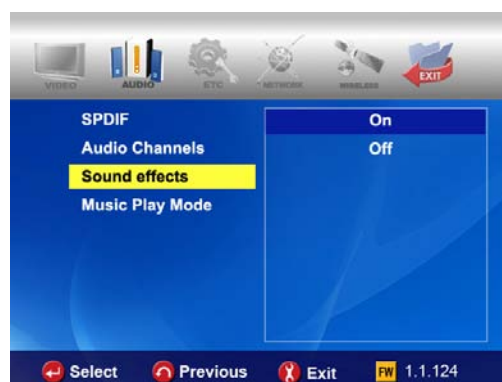 VIDEO AUDIO ETC NETWORK WIRELESS EXIT
SPDIF On
Audio Channels Off
Sound effects
Music Play Mode
Select Previous Exit FW 1.1.124